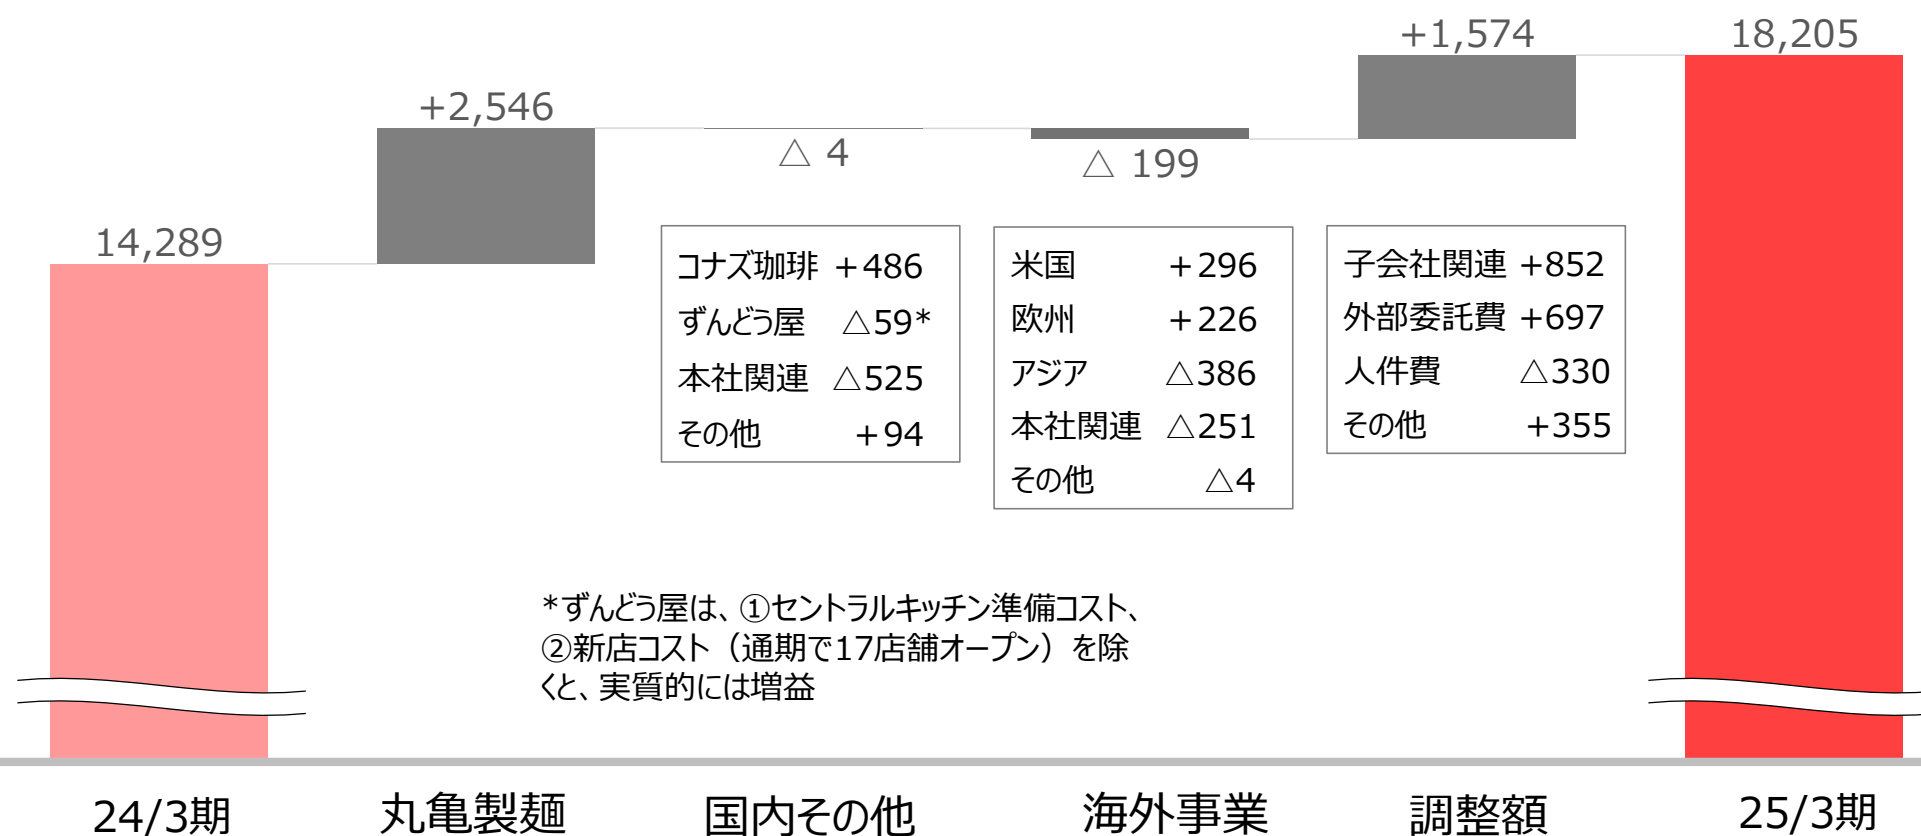 +1,574
18,205
+2,546
△ 4
△ 199
14,289
コナズ珈琲 +486
ずんどう屋 △59*
本社関連 △525
その他 +94
米国 +296
欧州 +226
アジア △386
本社関連 △251
その他 △4
子会社関連 +852
外部委託費 +697
人件費 △330
その他 +355
*ずんどう屋は、①セントラルキッチン準備コスト、
②新店コスト（通期で17店舗オープン）を除
くと、実質的には増益
24/3期
丸亀製麺
国内その他
海外事業
調整額
25/3期